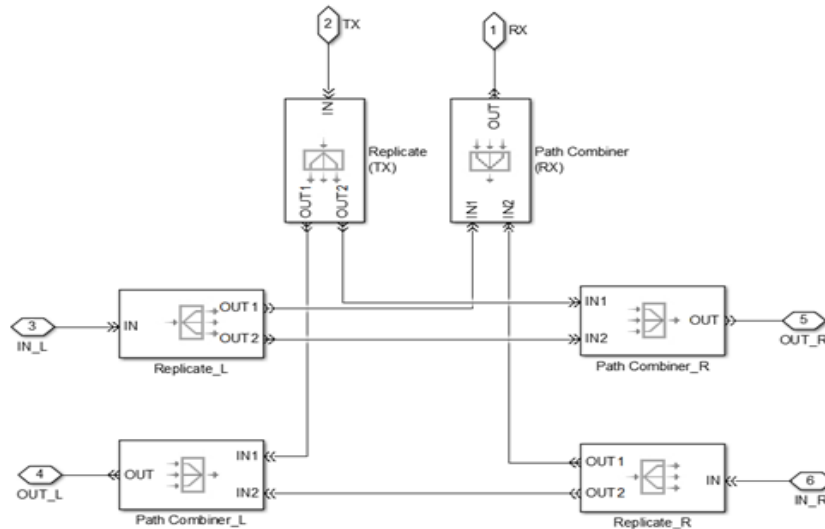 2 TX
1 RX
IN
OUT
Replicate
(TX)
Path Combiner
(RX)
OUT1
OUT2
IN1
IN2
3
IN_L
IN
OUT1
OUT2
Replicate_L
IN1
IN2
OUT
Path Combiner_R
5
OUT_R
4
OUT_L
OUT
IN1
IN2
Path Combiner_L
OUT1
OUT2
IN
Replicate_R
6
IN_R